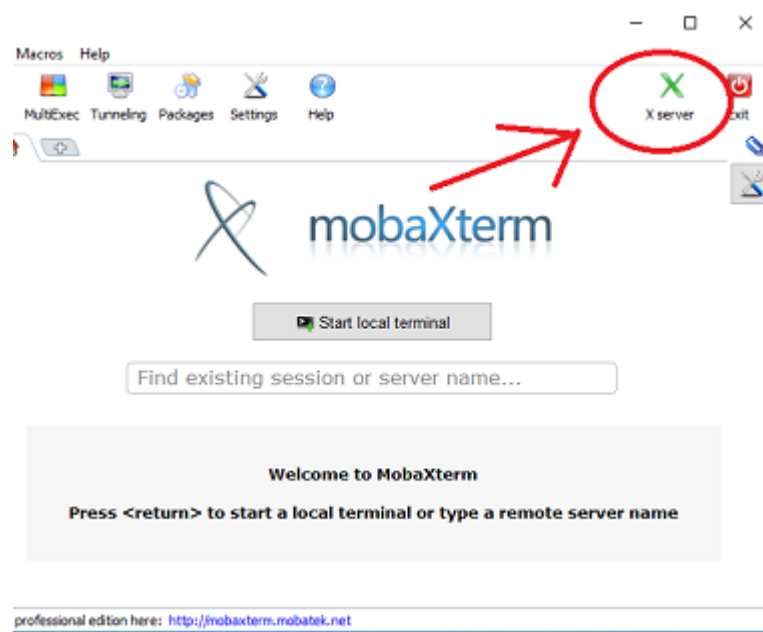 Macros Help
MultiExec Tunneling Packages Settings Help X server Exit
mobaXterm
Start local terminal
Find existing session or server name...
Welcome to MobaXterm
Press <return> to start a local terminal or type a remote server name
professional edition here: http://mobaxterm.mobatek.net